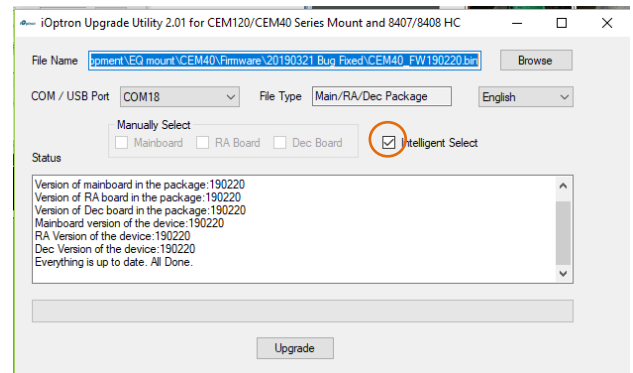 iOptron Upgrade Utility 2.01 for CEM120/CEM40 Series Mount and 8407/8408 HC
File Name opment\EQ mount\CEM40\Firmware\20190321 Bug Fixed\CEM40_FW190220.bin Browse
COM / USB Port COM18 File Type Main/RA/Dec Package English
Manually Select
Mainboard RA Board Dec Board Intelligent Select
Status
Version of mainboard in the package:190220
Version of RA board in the package:190220
Version of Dec board in the package:190220
Mainboard version of the device:190220
RA Version of the device:190220
Dec Version of the device:190220
Everything is up to date. All Done.
Upgrade